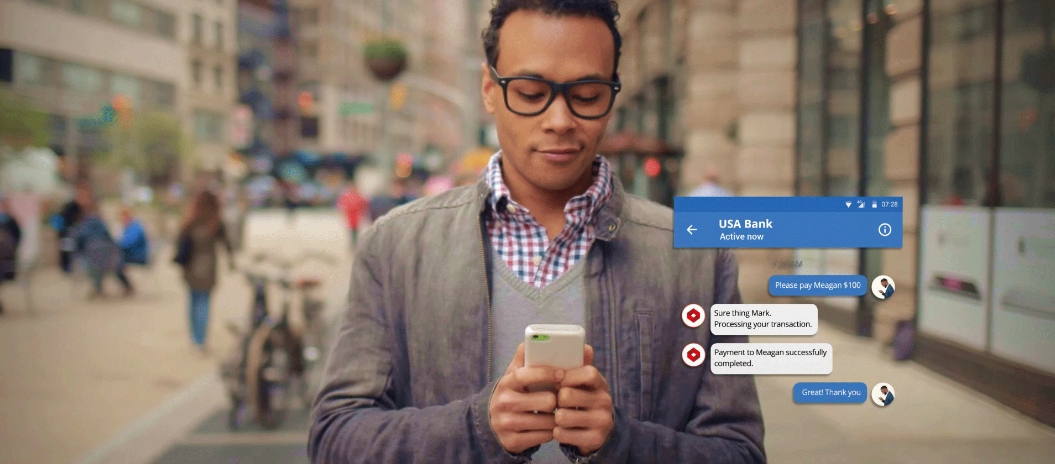 07:28
USA Bank
Active now
Please pay Meagan $100
Sure thing Mark.
Processing your transaction.
Payment to Meagan successfully
completed.
Great! Thank you